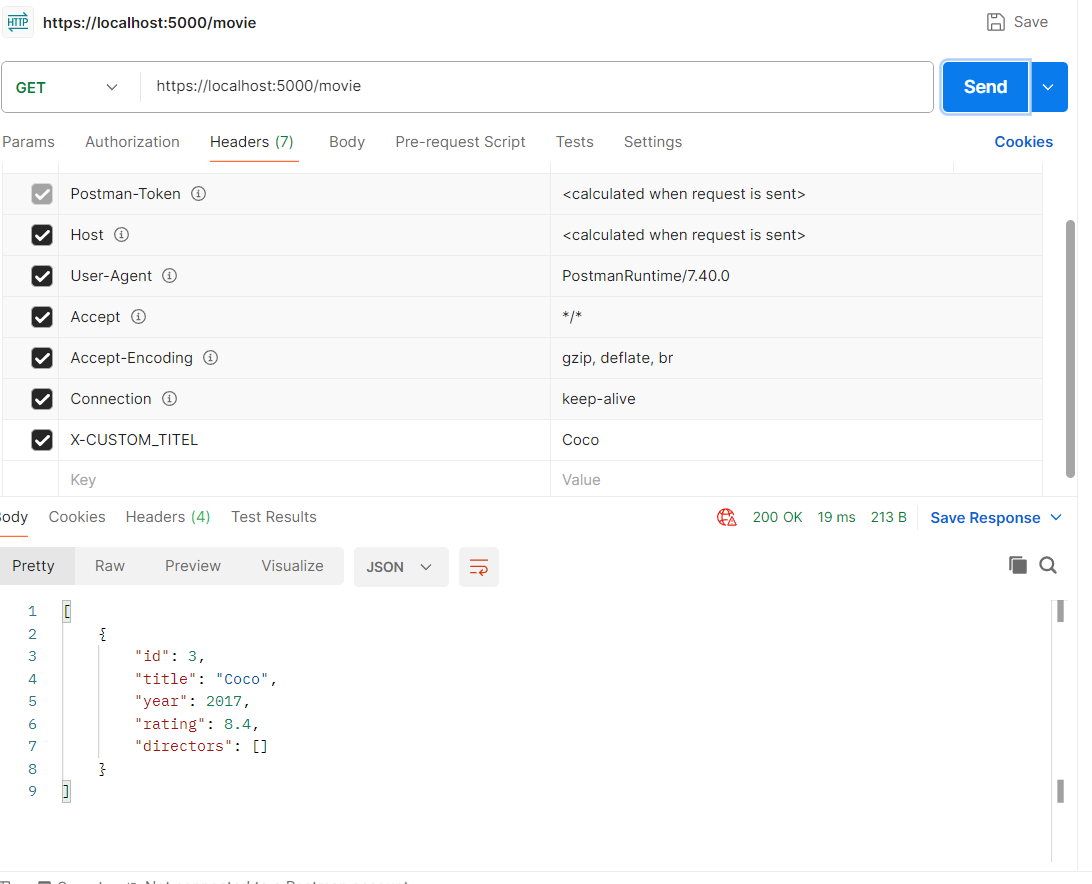 HTTP https://localhost:5000/movie Save
GET https://localhost:5000/movie Send
Params Authorization Headers (7) Body Pre-request Script Tests Settings Cookies
Postman-Token <calculated when request is sent>
Host <calculated when request is sent>
User-Agent PostmanRuntime/7.40.0
Accept */*
Accept-Encoding gzip, deflate, br
Connection keep-alive
X-CUSTOM_TITEL Coco
Key Value
ody Cookies Headers (4) Test Results 200 OK 19 ms 213 B Save Response
Pretty Raw Preview Visualize JSON
1 [
2 {
3 "id": 3,
4 "title": "Coco",
5 "year": 2017,
6 "rating": 8.4,
7 "directors": []
8 }
9 ]